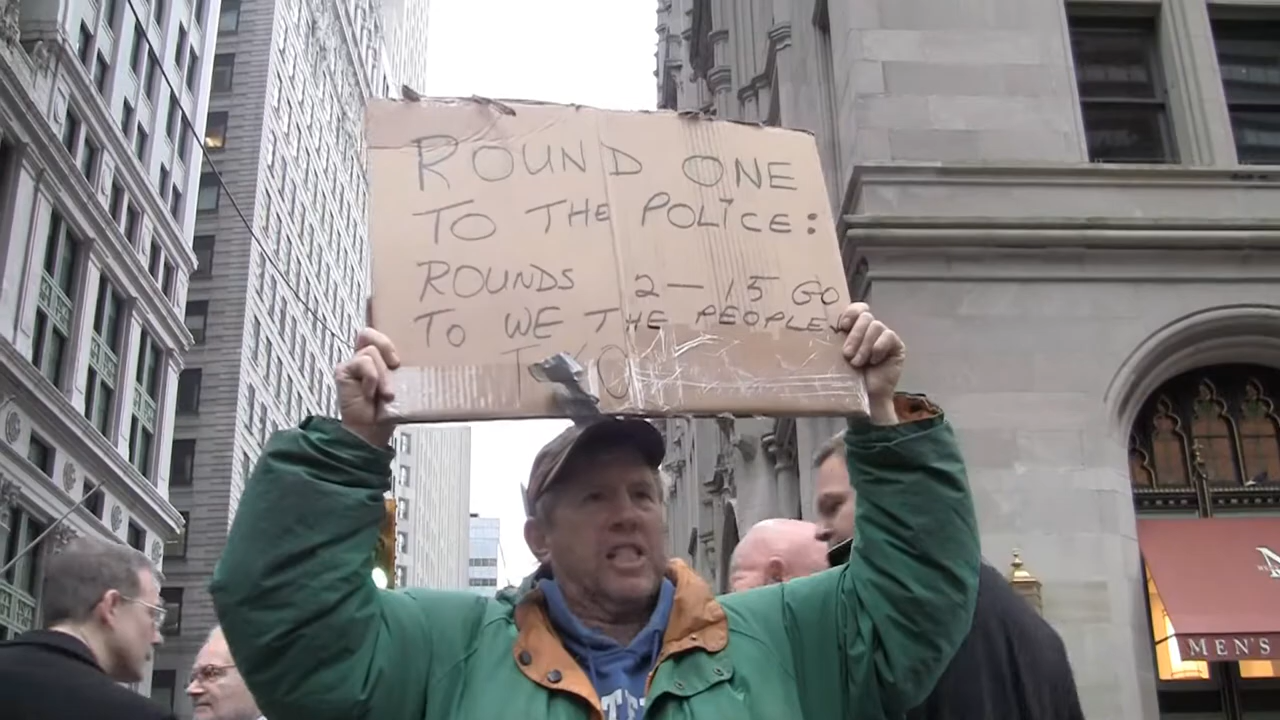 ROUND ONE
TO THE POLICE:
ROUNDS 2 — 15 GO
TO WE THE PEOPLE
MEN'S